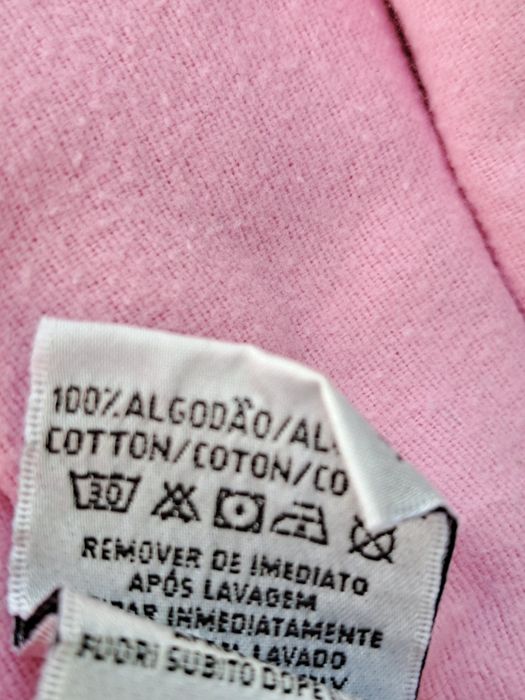 100% ALGODÃO/AL
COTTON/COTON/CO
30
REMOVER DE IMEDIATO
APÓS LAVAGEM
INMEDIATAMENTE
LAVADO
FUORI SUBITO